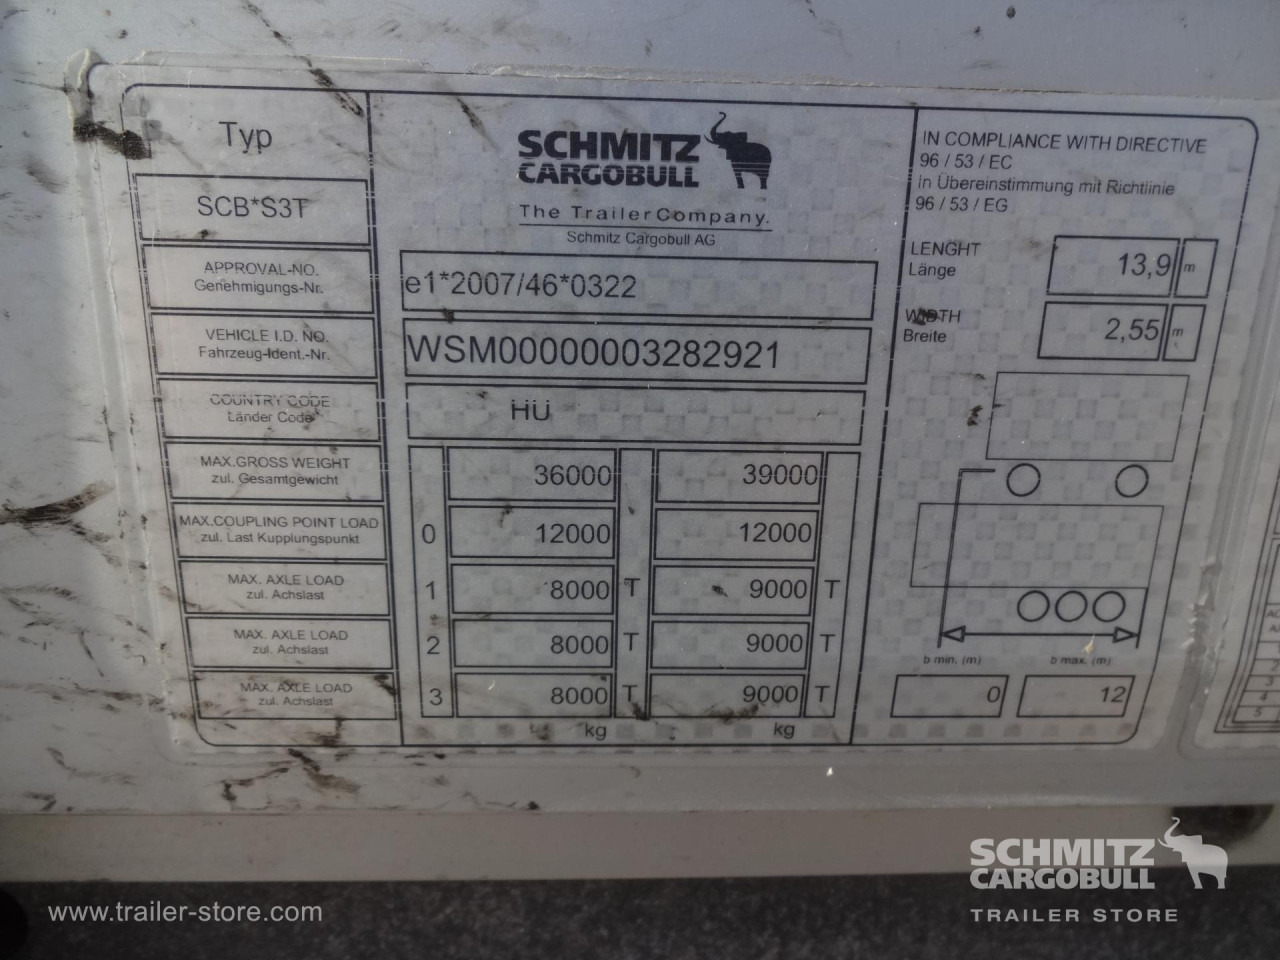 Typ
SCB*S3T
APPROVAL-NO.
Genehmigungs-Nr.
VEHICLE I.D. NO.
Fahrzeug-Ident.-Nr.
COUNTRY CODE
Länder Code
MAX.GROSS WEIGHT
zul. Gesamtgewicht
MAX.COUPLING POINT LOAD
zul. Last Kupplungspunkt
MAX. AXLE LOAD
zul. Achslast
MAX. AXLE LOAD
zul. Achslast
MAX. AXLE LOAD
zul. Achslast
SCHMITZ
CARGOBULL
The TrailerCompany.
Schmitz Cargobull AG
e1*2007/46*0322
WSM00000003282921
HÜ
36000 39000
0 12000 12000
1 8000 T 9000 T
2 8000 T 9000 T
3 8000 T 9000 T
kg kg
IN COMPLIANCE WITH DIRECTIVE
96 / 53 / EC
in Übereinstimmung mit Richtlinie
96 / 53 / EG
LENGHT
Länge
13,9 m
WIDTH
Breite
2,55 m
b min. (m) b max. (m)
0 12
3
4
5
www.trailer-store.com
SCHMITZ
CARGOBULL
TRAILER STORE